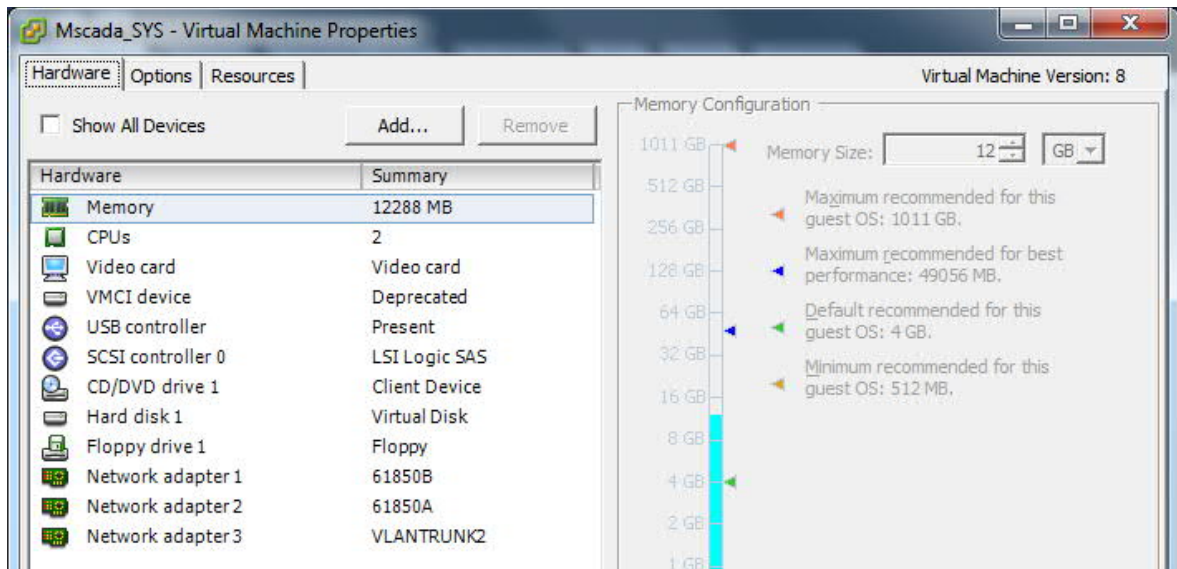 Mscada_SYS - Virtual Machine Properties
Hardware Options Resources
Virtual Machine Version: 8
Show All Devices
Add...
Remove
Hardware Summary
Memory 12288 MB
CPUs 2
Video card Video card
VMCI device Deprecated
USB controller Present
SCSI controller 0 LSI Logic SAS
CD/DVD drive 1 Client Device
Hard disk 1 Virtual Disk
Floppy drive 1 Floppy
Network adapter 1 61850B
Network adapter 2 61850A
Network adapter 3 VLANTRUNK2
Memory Configuration
1011 GB
512 GB
256 GB
128 GB
64 GB
32 GB
16 GB
8 GB
4 GB
2 GB
1 GB
Memory Size: 12 GB
Maximum recommended for this
guest OS: 1011 GB.
Maximum recommended for best
performance: 49056 MB.
Default recommended for this
guest OS: 4 GB.
Minimum recommended for this
guest OS: 512 MB.